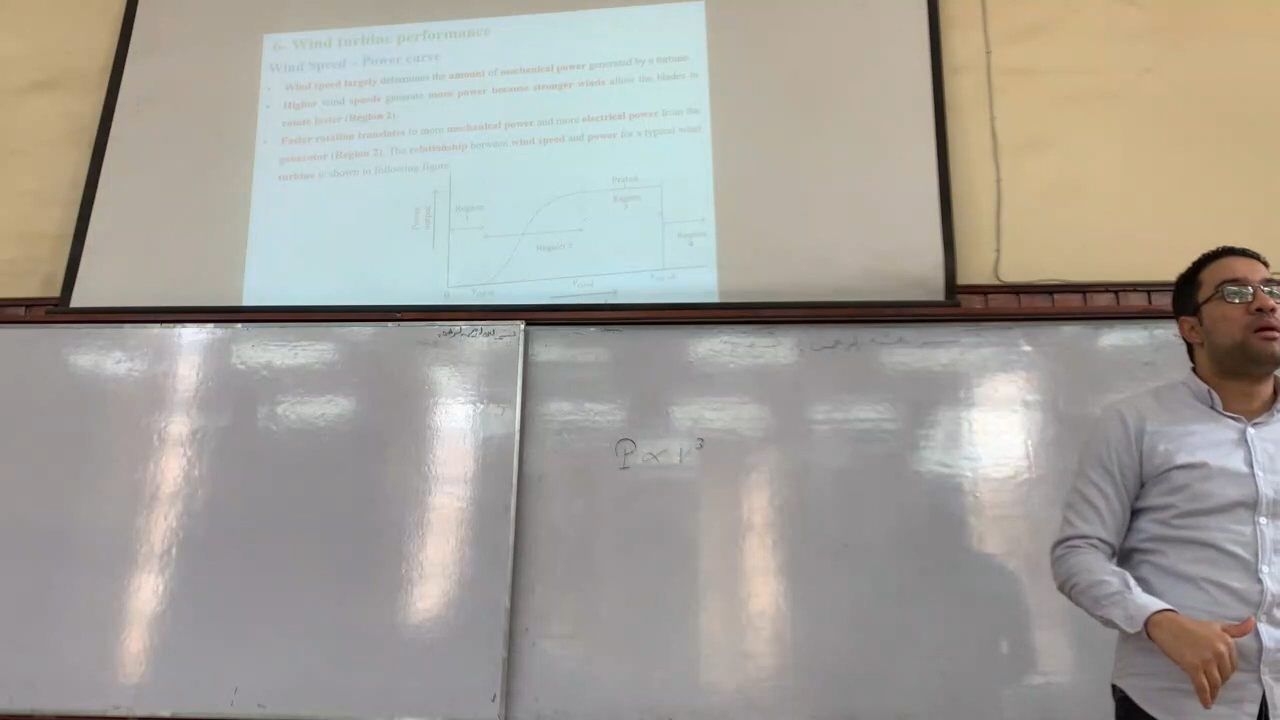 6- Wind turbine performance
Wind Speed – Power curve
Wind speed largely determines the amount of mechanical power generated by a turbine.
Higher wind speeds generate more power because stronger winds allow the blades to
rotate faster (Region 2)
Faster rotation translates to more mechanical power and more electrical power from the
generator (Region 2). The relationship between wind speed and power for a typical wind
turbine is shown in following figure
Power
output
Region
Region 2
Region
3
Region
4
P ∝ V³